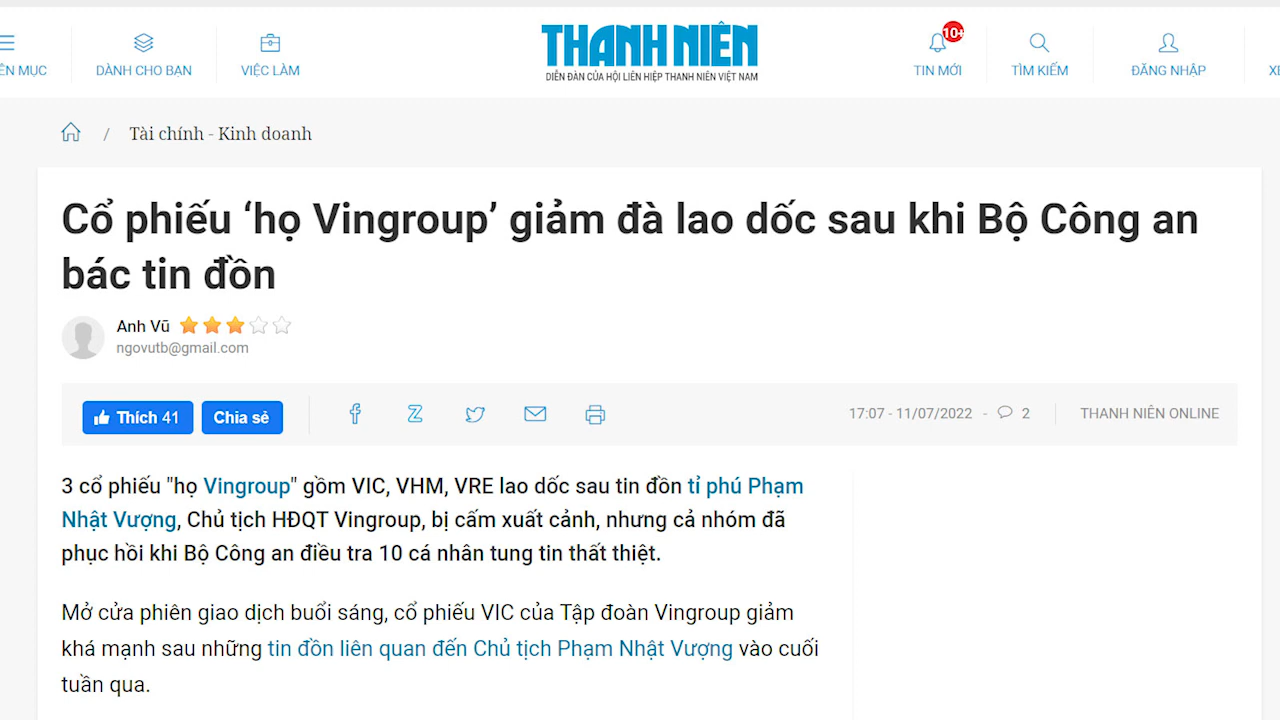 ÊN MỤC
DÀNH CHO BẠN
VIỆC LÀM
THANH NIÊN
DIỄN ĐÀN CỦA HỘI LIÊN HIỆP THANH NIÊN VIỆT NAM
10+
TIN MỚI
TÌM KIẾM
ĐĂNG NHẬP
XE
/ Tài chính - Kinh doanh
Cổ phiếu ‘họ Vingroup’ giảm đà lao dốc sau khi Bộ Công an
bác tin đồn
Anh Vũ
ngovutb@gmail.com
Thích 41
Chia sẻ
17:07 - 11/07/2022 - 2
THANH NIÊN ONLINE
3 cổ phiếu "họ Vingroup" gồm VIC, VHM, VRE lao dốc sau tin đồn tỉ phú Phạm
Nhật Vượng, Chủ tịch HĐQT Vingroup, bị cấm xuất cảnh, nhưng cả nhóm đã
phục hồi khi Bộ Công an điều tra 10 cá nhân tung tin thất thiệt.
Mở cửa phiên giao dịch buổi sáng, cổ phiếu VIC của Tập đoàn Vingroup giảm
khá mạnh sau những tin đồn liên quan đến Chủ tịch Phạm Nhật Vượng vào cuối
tuần qua.